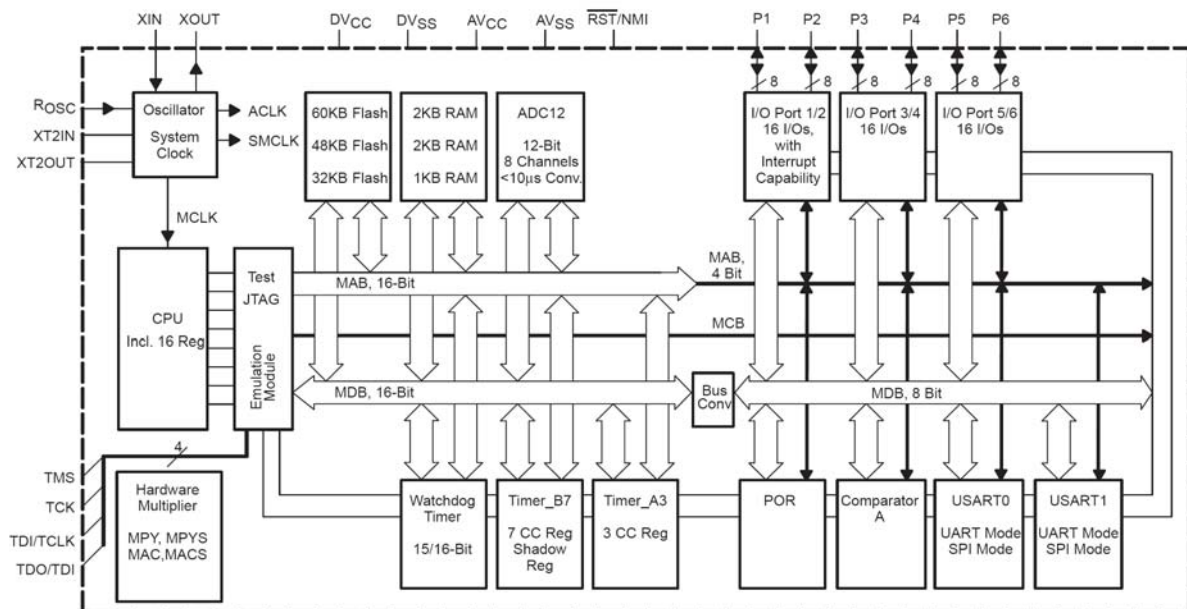 XIN
XOUT
DVCC
DVSS
AVCC
AVSS
RST/NMI
P1
P2
P3
P4
P5
P6
8
8
8
8
8
8
ROSC
XT2IN
XT2OUT
Oscillator
System
Clock
ACLK
SMCLK
MCLK
60KB Flash
48KB Flash
32KB Flash
2KB RAM
2KB RAM
1KB RAM
ADC12
12-Bit
8 Channels
<10µs Conv.
I/O Port 1/2
16 I/Os,
with
Interrupt
Capability
I/O Port 3/4
16 I/Os
I/O Port 5/6
16 I/Os
CPU
Incl. 16 Reg
Test
JTAG
Emulation
Module
MAB, 16-Bit
MAB,
4 Bit
MCB
MDB, 16-Bit
Bus
Conv
MDB, 8 Bit
4
TMS
TCK
TDI/TCLK
TDO/TDI
Hardware
Multiplier
MPY, MPYS
MAC,MACS
Watchdog
Timer
15/16-Bit
Timer_B7
7 CC Reg
Shadow
Reg
Timer_A3
3 CC Reg
POR
Comparator
A
USART0
UART Mode
SPI Mode
USART1
UART Mode
SPI Mode